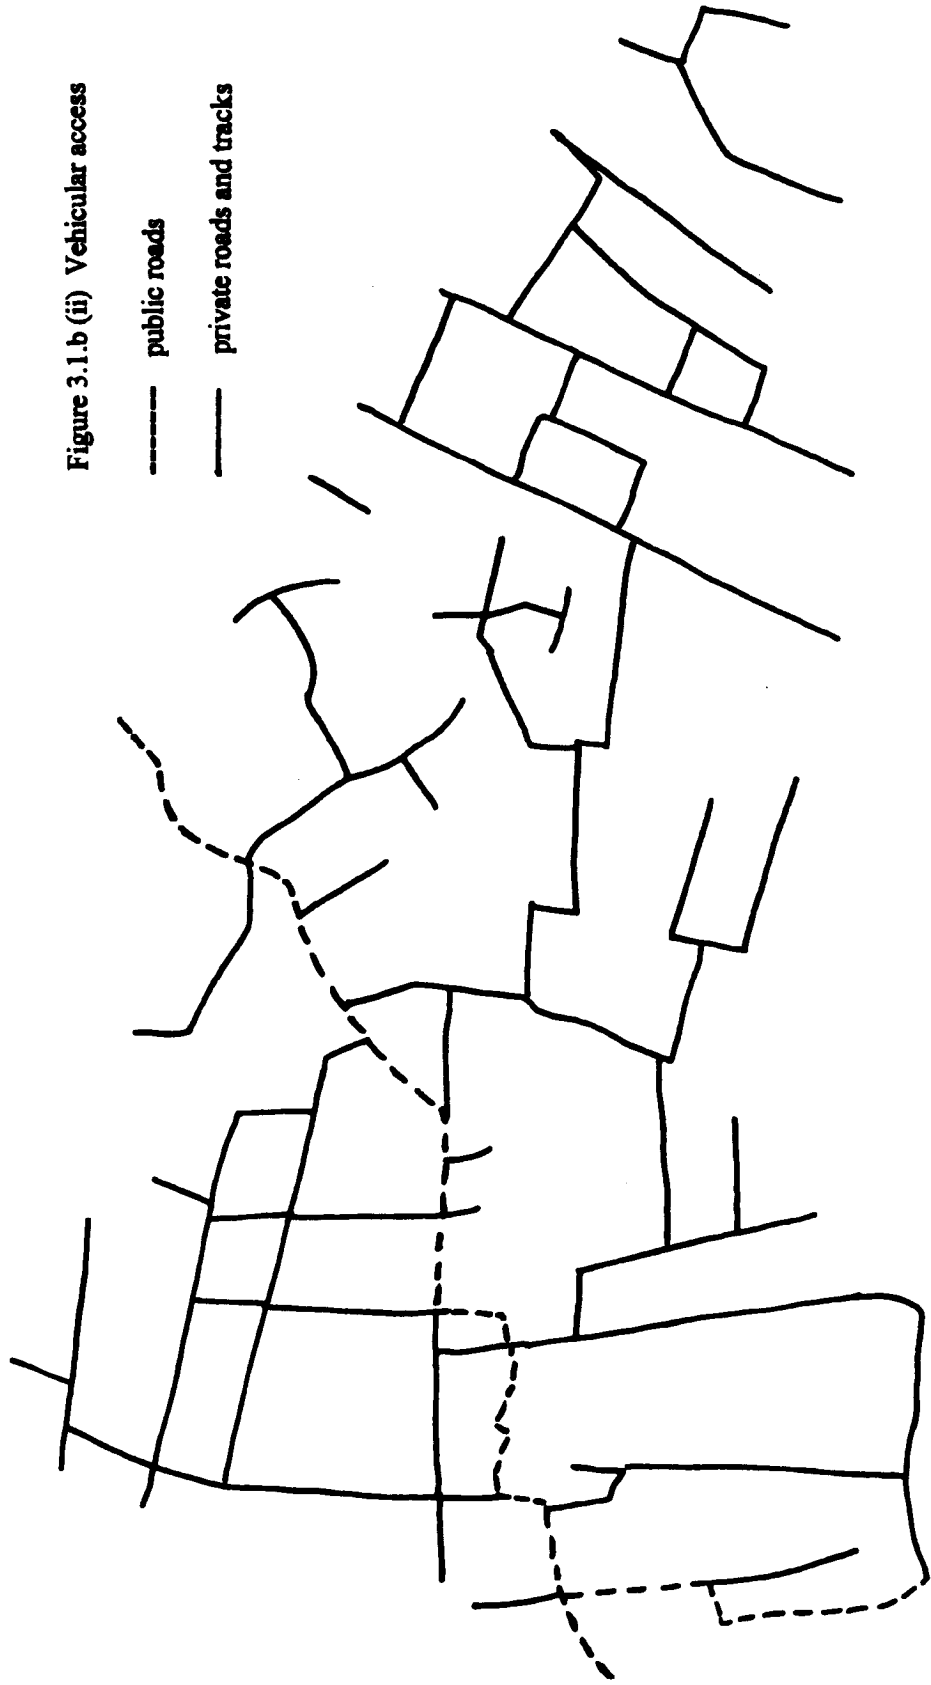 Figure 3.1.b (ii) Vehicular access
public roads
private roads and tracks